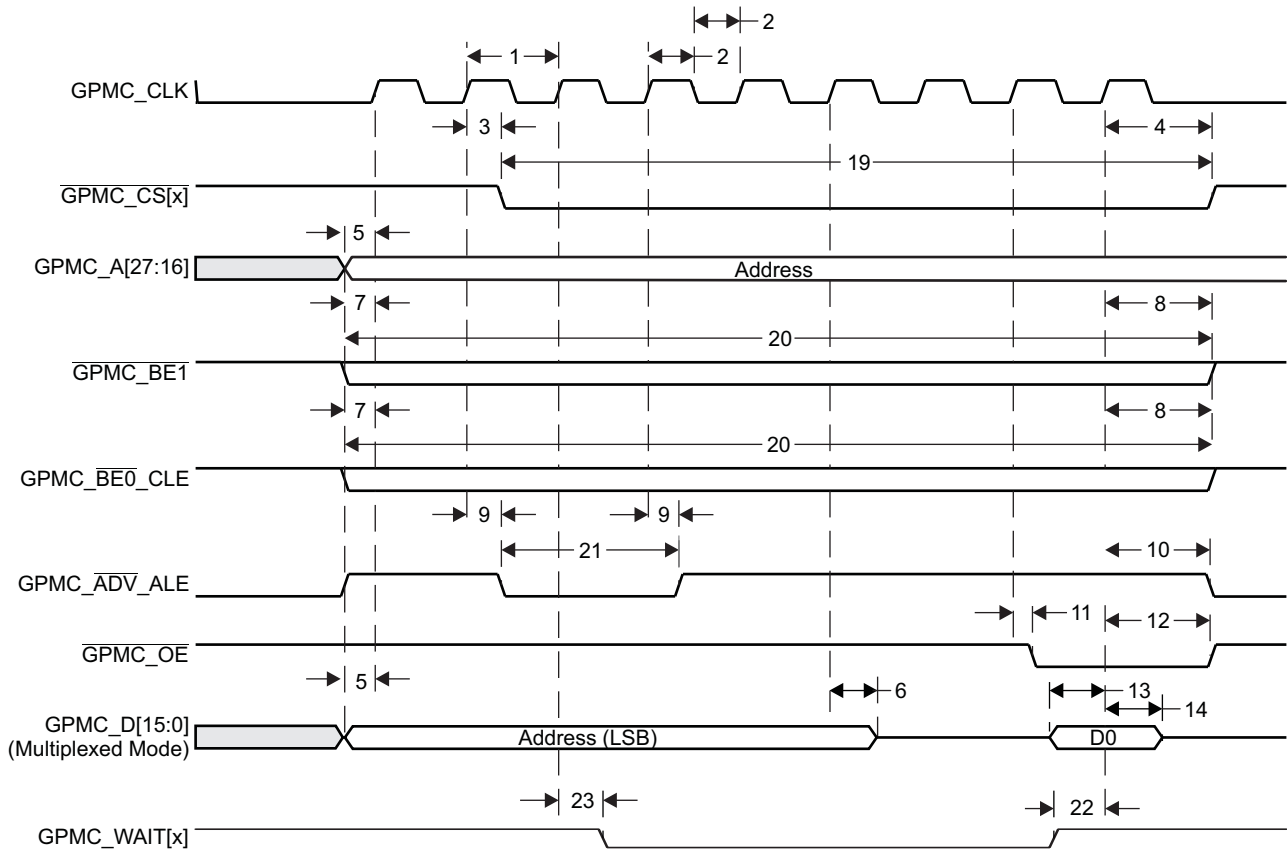 2
1
2
GPMC_CLK
3
4
19
GPMC_CS[x]
5
GPMC_A[27:16]
Address
7
8
20
GPMC_BE1
7
8
20
GPMC_BE0_CLE
9
9
21
10
GPMC_ADV_ALE
11
12
GPMC_OE
5
6
13
14
GPMC_D[15:0]
(Multiplexed Mode)
Address (LSB)
D0
23
22
GPMC_WAIT[x]